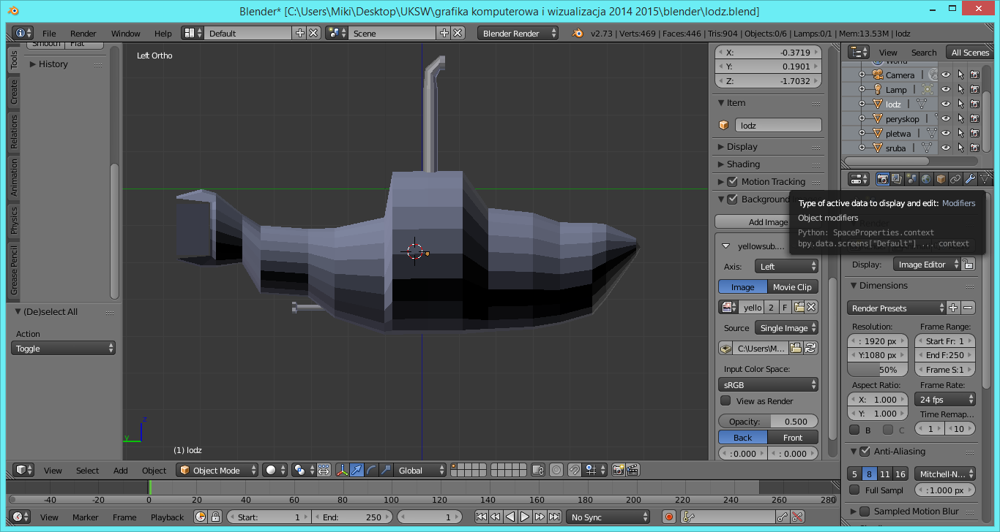 Blender* [C:\Users\Miki\Desktop\UKSW\grafika komputerowa i wizualizacja 2014 2015\blender\lodz.blend]
File Render Window Help Default Scene Blender Render v2.73 | Verts:469 | Faces:446 | Tris:904 | Objects:0/6 | Lamps:0/1 | Mem:13.53M | lodz
Tools
Create
Relations
Animation
Physics
Grease Pencil
Smooth Flat
History
(De)select All
Action
Toggle
Left Ortho
z
y
(1) lodz
X: -0.3719
Y: 0.1901
Z: -1.7032
Item
lodz
Display
Shading
Motion Tracking
Background
Add Image
yellowsub....
Axis: Left
Image Movie Clip
yello 2 F
Source Single Image
C:\Users\M...
Input Color Space:
sRGB
View as Render
Opacity: 0.500
Back Front
: 0.000 : 0.000
View Search All Scenes
World
Camera
Lamp
lodz
peryskop
pletwa
sruba
Type of active data to display and edit: Modifiers
Object modifiers
Python: SpaceProperties.context
bpy.data.screens["Default"] ... context
Display: Image Editor
Dimensions
Render Presets
Resolution: Frame Range:
: 1920 px Start Fr: 1
Y:1080 px End F:250
50% Frame S:1
Aspect Ratio: Frame Rate:
X: 1.000 24 fps
Y: 1.000 Time Remap...
B C 1 10
Anti-Aliasing
5 8 11 16 Mitchell-N...
Full Sampl : 1.000 px
Sampled Motion Blur
View Select Add Object Object Mode Global
-40 -20 0 20 40 60 80 100 120 140 160 180 200 220 240 260 280
View Marker Frame Playback Start: 1 End: 250 1 No Sync